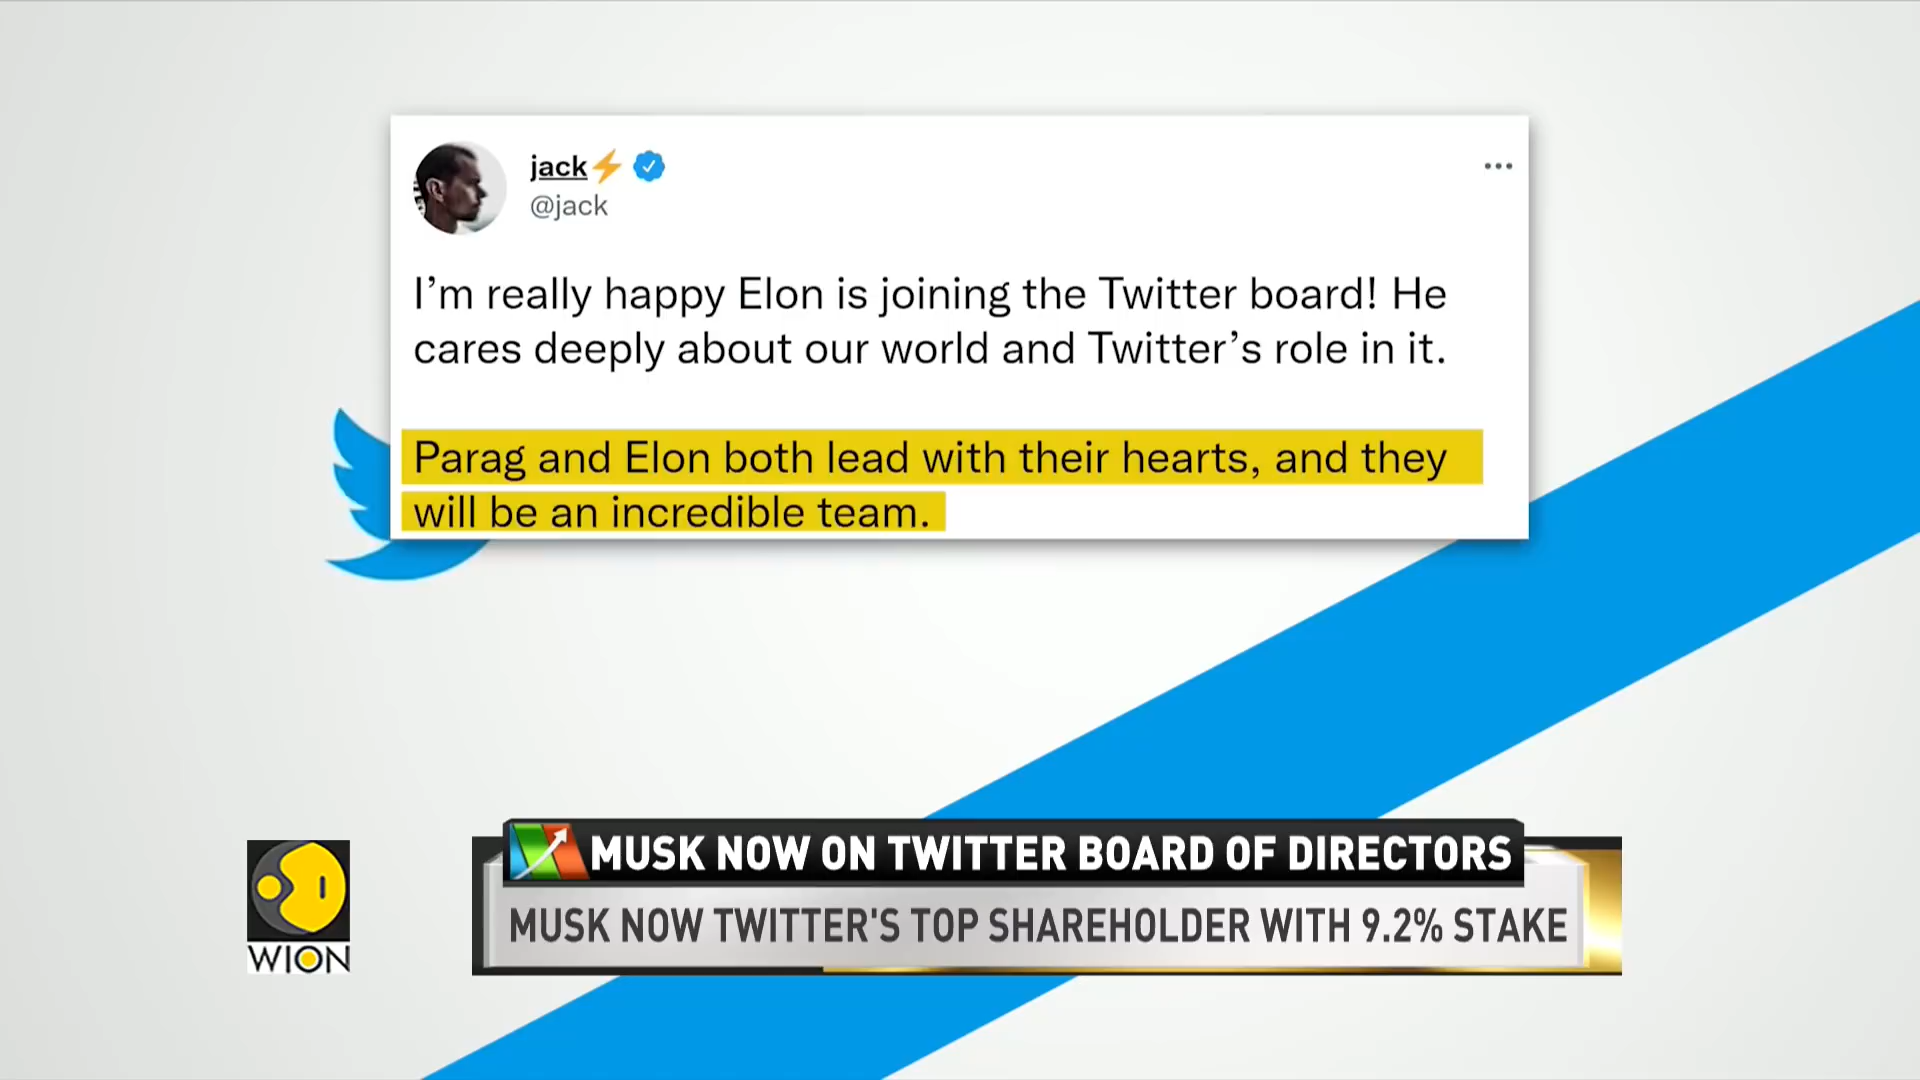 jack⚡
@jack
I’m really happy Elon is joining the Twitter board! He
cares deeply about our world and Twitter’s role in it.
Parag and Elon both lead with their hearts, and they
will be an incredible team.
MUSK NOW ON TWITTER BOARD OF DIRECTORS
MUSK NOW TWITTER'S TOP SHAREHOLDER WITH 9.2% STAKE
WION